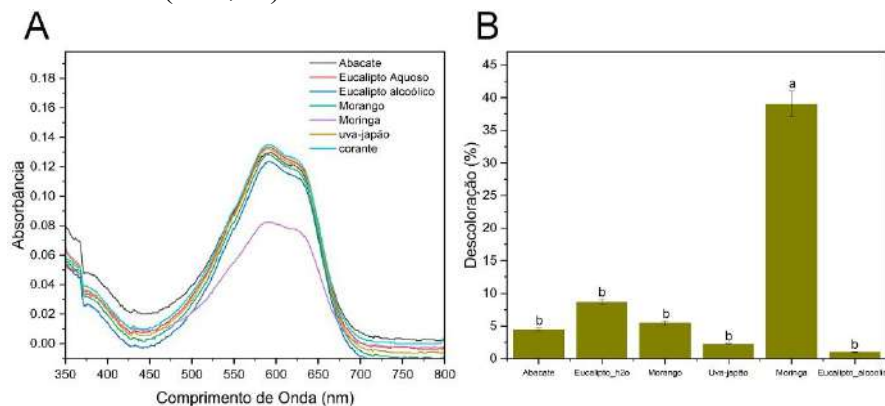 A
0.18
0.16
0.14
0.12
0.10
0.08
0.06
0.04
0.02
0.00
Absorbância
350 400 450 500 550 600 650 700 750 800
Comprimento de Onda (nm)
Abacate
Eucalipto Aquoso
Eucalipto alcoólico
Morango
Moringa
uva-japão
corante
B
45
40
35
30
25
20
15
10
5
0
Descoloração (%)
b b b b a b
Abacate Eucalipto_h2o Morango Uva-japão Moringa Eucalipto_alcoólic